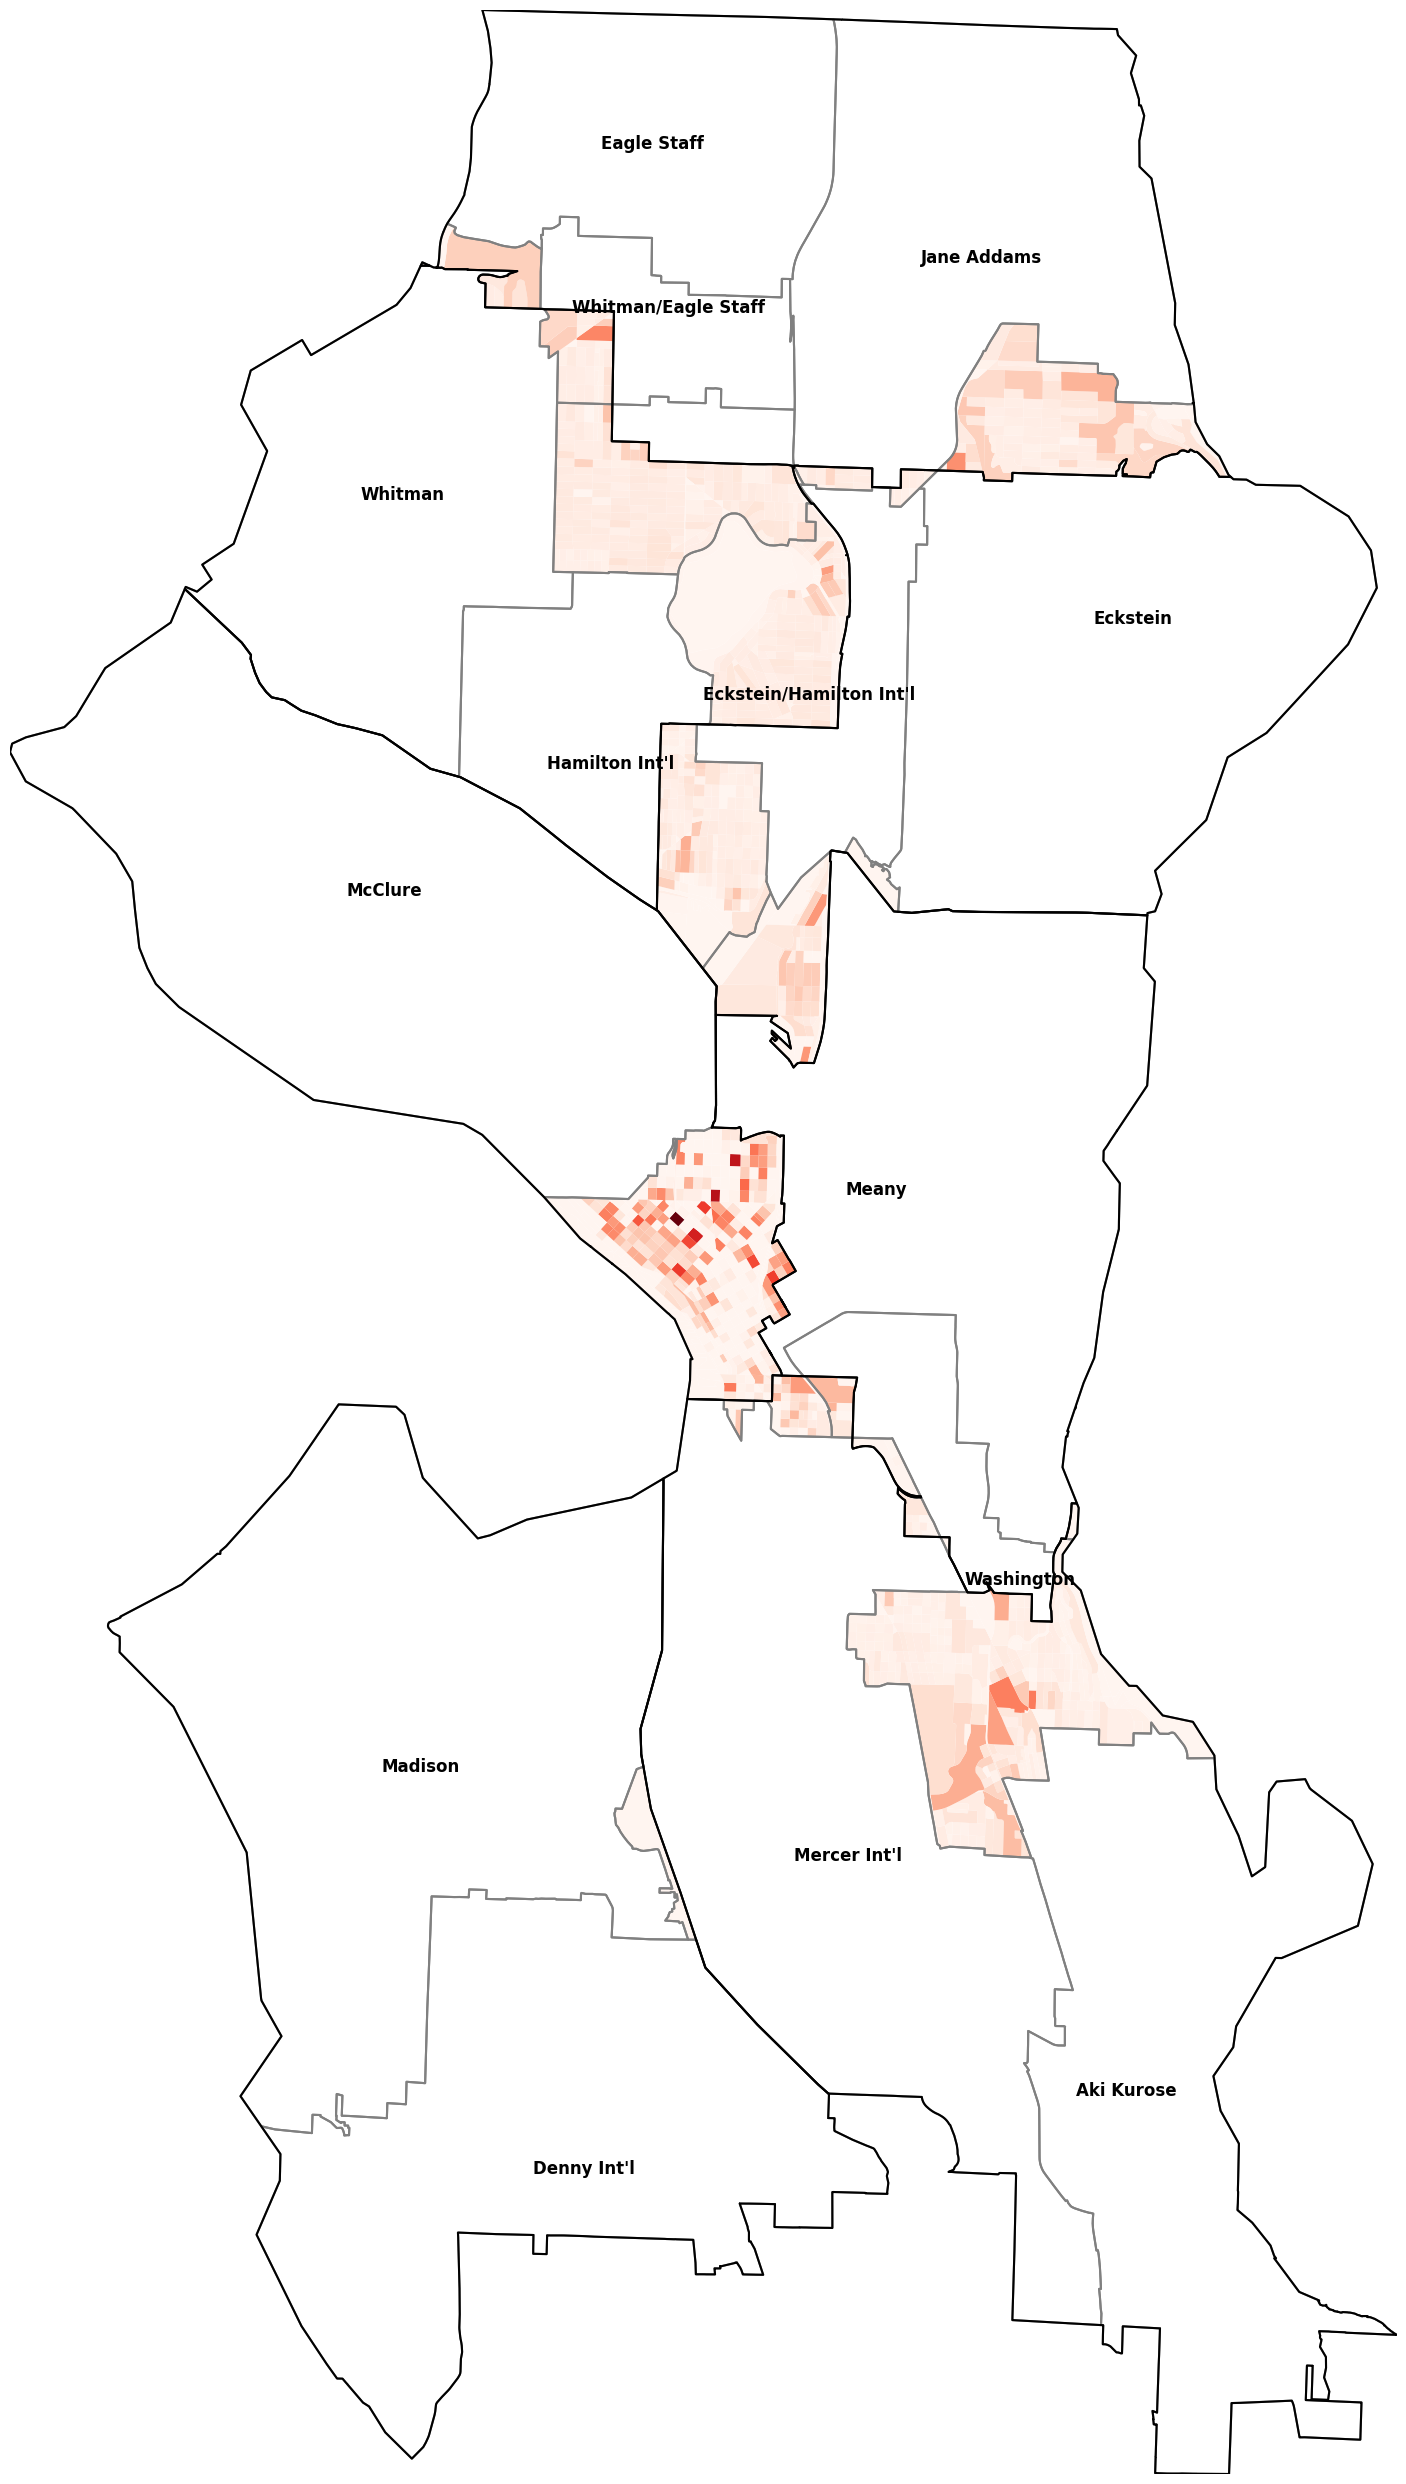 Eagle Staff
Jane Addams
Whitman/Eagle Staff
Whitman
Eckstein
Eckstein/Hamilton Int'l
Hamilton Int'l
McClure
Meany
Washington
Madison
Mercer Int'l
Aki Kurose
Denny Int'l